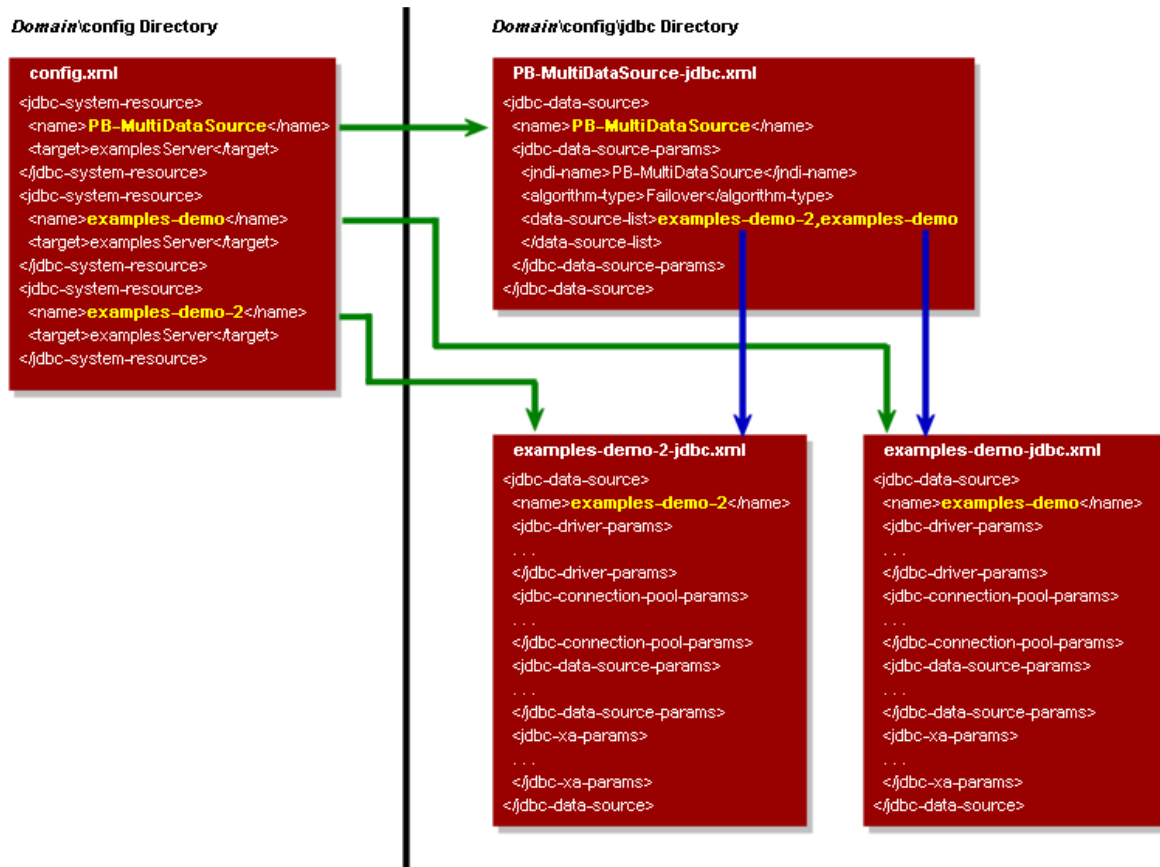 Domain\config Directory
config.xml
<jdbc-system-resource>
<name>PB-MultiDataSource</name>
<target>examplesServer</target>
</jdbc-system-resource>
<jdbc-system-resource>
<name>examples-demo</name>
<target>examplesServer</target>
</jdbc-system-resource>
<jdbc-system-resource>
<name>examples-demo-2</name>
<target>examplesServer</target>
</jdbc-system-resource>
Domain\config\jdbc Directory
PB-MultiDataSource-jdbc.xml
<jdbc-data-source>
<name>PB-MultiDataSource</name>
<jdbc-data-source-params>
<jndi-name>PB-MultiDataSource</jndi-name>
<algorithm-type>Failover</algorithm-type>
<data-source-list>examples-demo-2,examples-demo
</data-source-list>
</jdbc-data-source-params>
</jdbc-data-source>
examples-demo-2-jdbc.xml
<jdbc-data-source>
<name>examples-demo-2</name>
<jdbc-driver-params>
. . .
</jdbc-driver-params>
<jdbc-connection-pool-params>
. . .
</jdbc-connection-pool-params>
<jdbc-data-source-params>
. . .
</jdbc-data-source-params>
<jdbc-xa-params>
. . .
</jdbc-xa-params>
</jdbc-data-source>
examples-demo-jdbc.xml
<jdbc-data-source>
<name>examples-demo</name>
<jdbc-driver-params>
. . .
</jdbc-driver-params>
<jdbc-connection-pool-params>
. . .
</jdbc-connection-pool-params>
<jdbc-data-source-params>
. . .
</jdbc-data-source-params>
<jdbc-xa-params>
. . .
</jdbc-xa-params>
</jdbc-data-source>